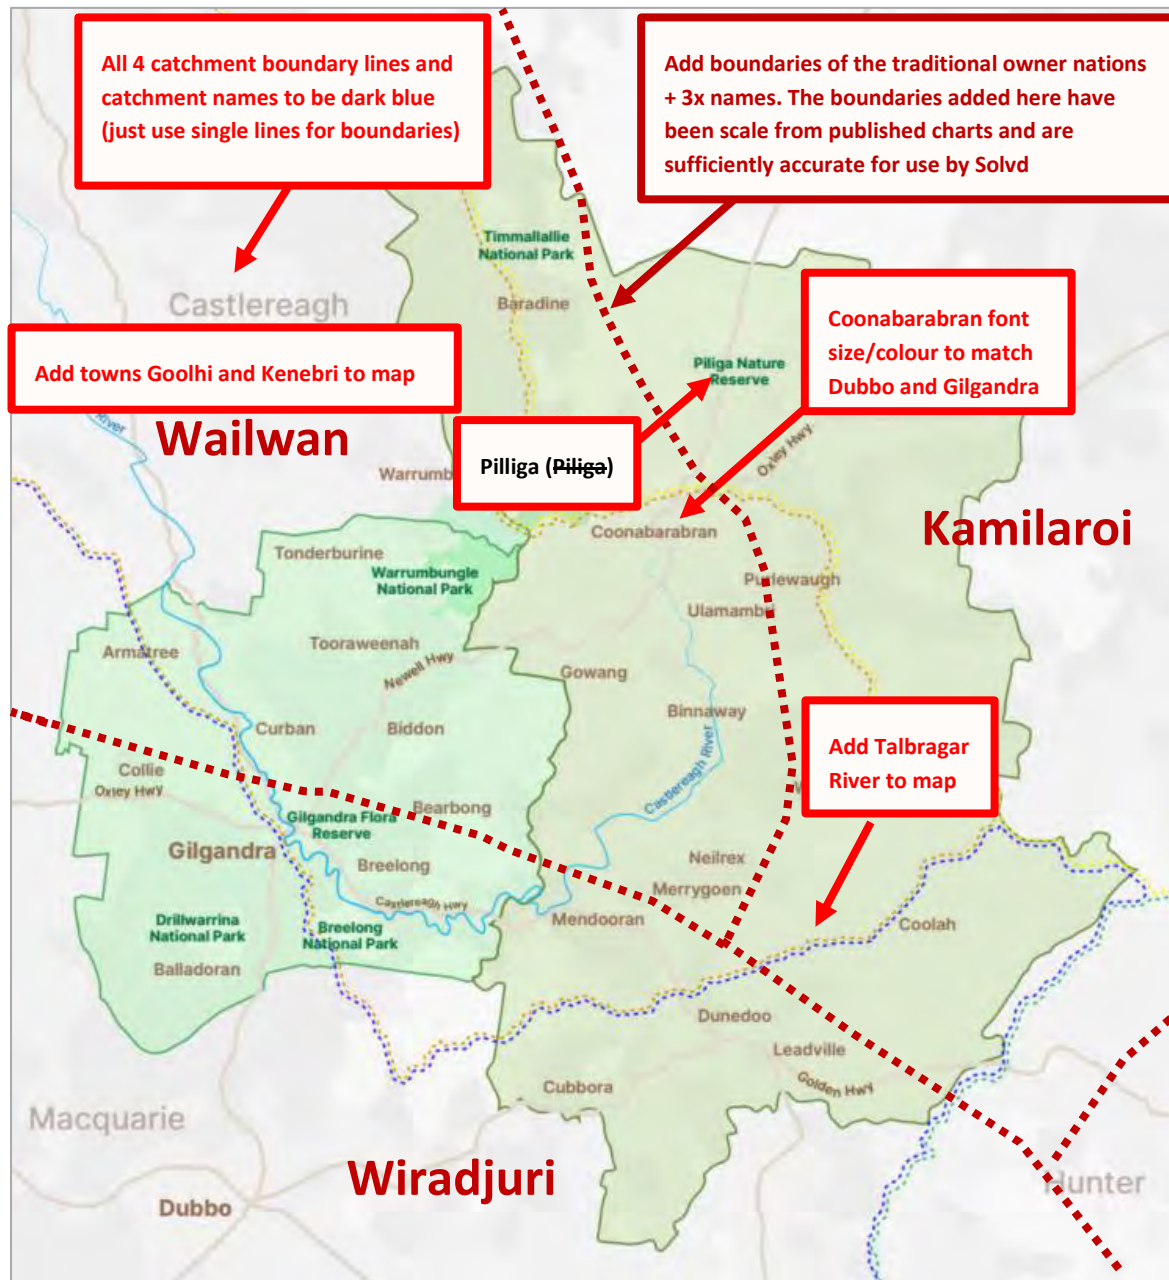 All 4 catchment boundary lines and
catchment names to be dark blue
(just use single lines for boundaries)
Add boundaries of the traditional owner nations
+ 3x names. The boundaries added here have
been scale from published charts and are
sufficiently accurate for use by Solvd
Timmallallie
National Park
Castlereagh
Baradine
Coonabarabran font
size/colour to match
Dubbo and Gilgandra
Add towns Goolhi and Kenebri to map
Piliga Nature
Reserve
River
Wailwan
Pilliga (Piliga)
Oxley Hwy
Warrumb
Kamilaroi
Coonabarabran
Tonderburine
Warrumbungle
National Park
Purlewaugh
Ulamambri
Tooraweenah
Armatree
Newell Hwy
Gowang
Binnaway
Curban
Biddon
Add Talbragar
River to map
Castlereagh River
Collie
Oxley Hwy
Bearbong
Gilgandra Flora
Reserve
Gilgandra
Breelong
Neilrex
Merrygoen
Castlereagh Hwy
Mendooran
Coolah
Drillwarrina
National Park
Breelong
National Park
Balladoran
Dunedoo
Leadville
Golden Hwy
Cubbora
Macquarie
Wiradjuri
Hunter
Dubbo